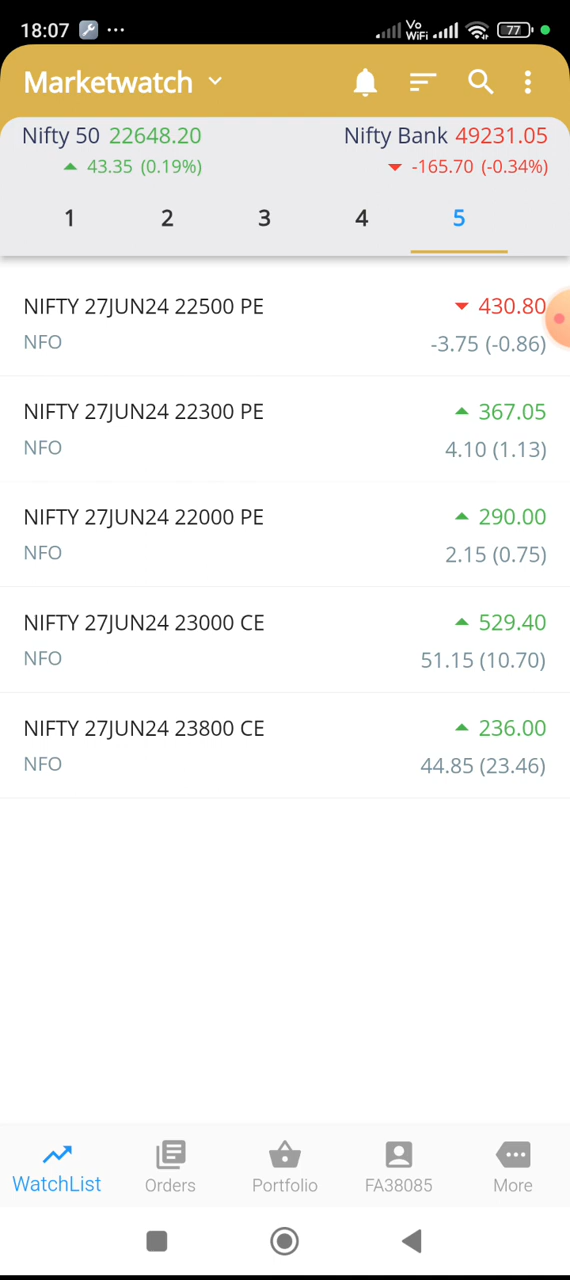 18:07 ... Vo WiFi 77
Marketwatch
Nifty 50 22648.20 Nifty Bank 49231.05
43.35 (0.19%) -165.70 (-0.34%)
1 2 3 4 5
NIFTY 27JUN24 22500 PE 430.80
NFO -3.75 (-0.86)
NIFTY 27JUN24 22300 PE 367.05
NFO 4.10 (1.13)
NIFTY 27JUN24 22000 PE 290.00
NFO 2.15 (0.75)
NIFTY 27JUN24 23000 CE 529.40
NFO 51.15 (10.70)
NIFTY 27JUN24 23800 CE 236.00
NFO 44.85 (23.46)
WatchList Orders Portfolio FA38085 More